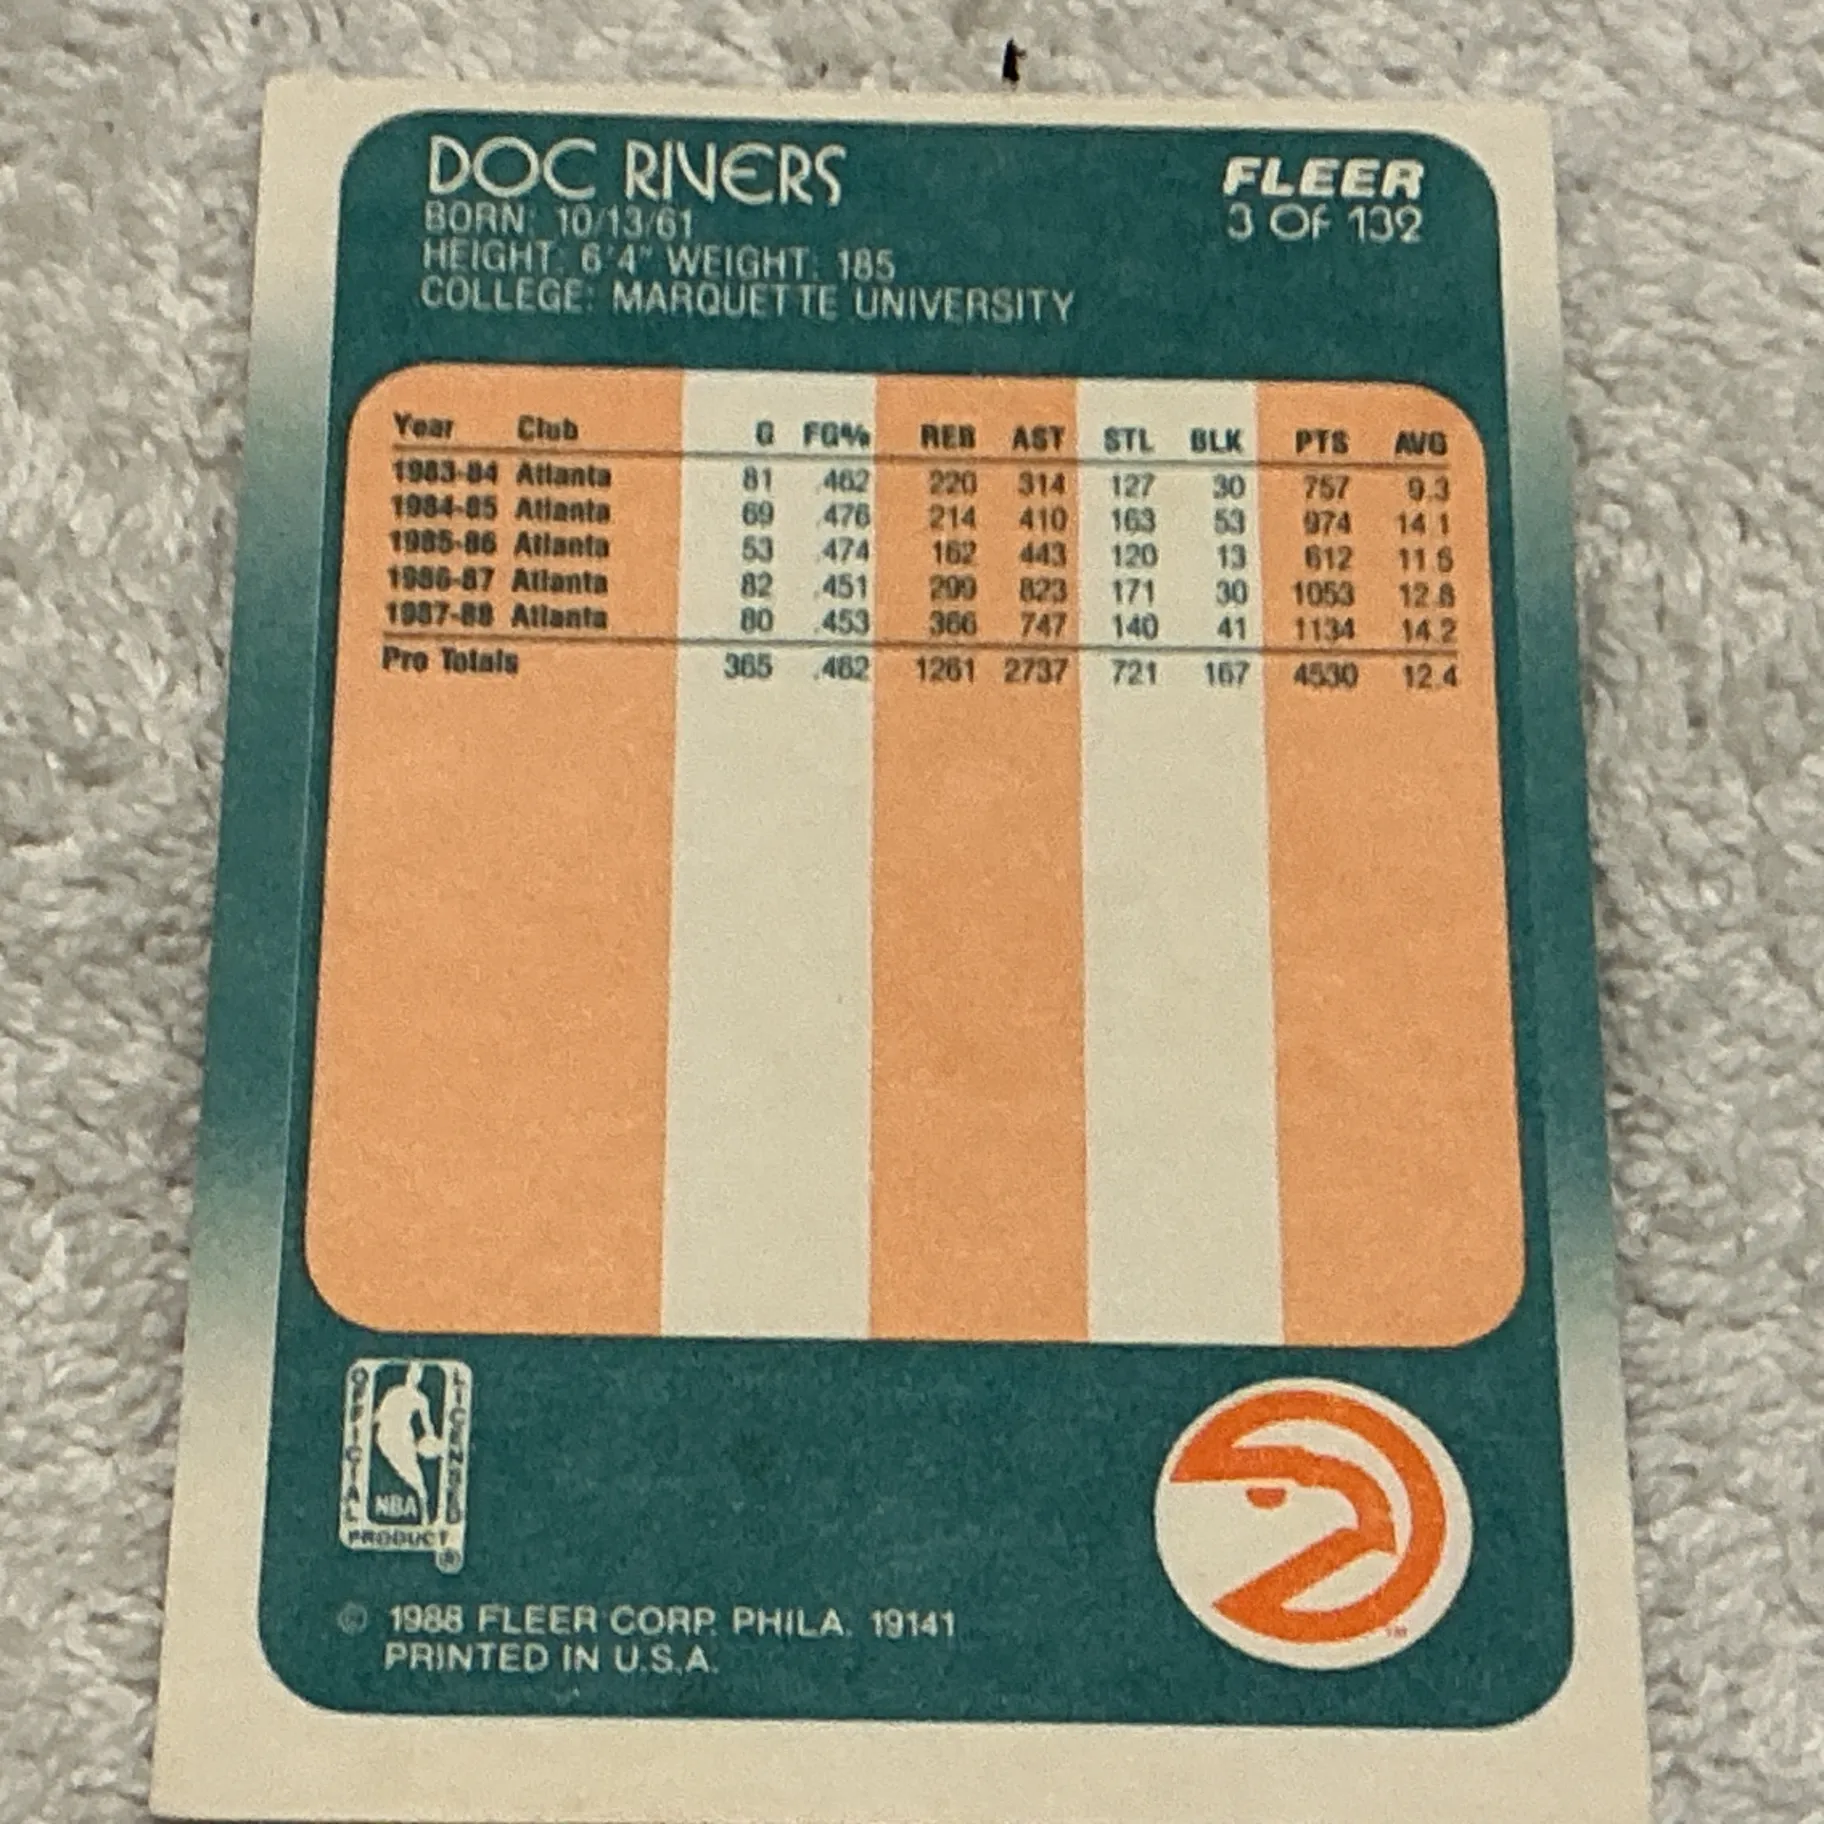 DOC RIVERS
BORN: 10/13/61
HEIGHT: 6'4" WEIGHT: 185
COLLEGE: MARQUETTE UNIVERSITY
FLEER
3 OF 132
Year Club G FG% REB AST STL BLK PTS AVG
1983-84 Atlanta 81 .462 220 314 127 30 757 9.3
1984-85 Atlanta 69 .476 214 410 163 53 974 14.1
1985-86 Atlanta 53 .474 162 443 120 13 612 11.5
1986-87 Atlanta 82 .451 299 823 171 30 1053 12.8
1987-88 Atlanta 80 .453 366 747 140 41 1134 14.2
Pro Totals 365 .462 1261 2737 721 167 4530 12.4
OFFICIAL
LICENSED
NBA
PRODUCT
®
© 1988 FLEER CORP. PHILA. 19141
PRINTED IN U.S.A.
TM